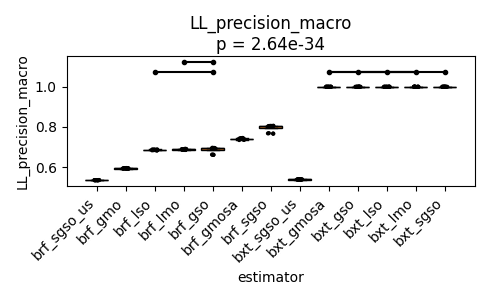 LL_precision_macro
p = 2.64e-34
LL_precision_macro
1.0
0.8
0.6
brf_sgso_us
brf_gmo
brf_lso
brf_lmo
brf_gso
brf_gmosa
brf_sgso
bxt_sgso_us
bxt_gmosa
bxt_gso
bxt_lso
bxt_lmo
bxt_sgso
estimator